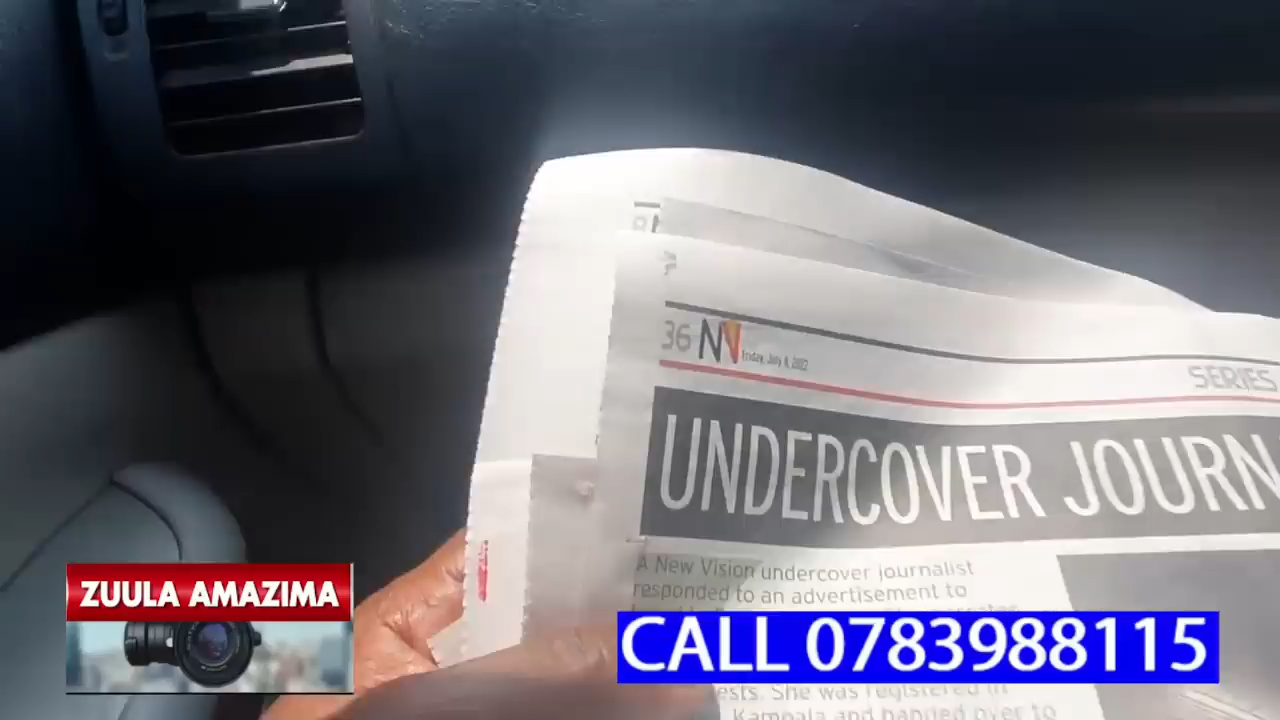 36 NV Friday, July 8, 2022
SERIES
UNDERCOVER JOURN
A New Vision undercover journalist
responded to an advertisement to
ests. She was registered in
Kampala and handed over to
ZUULA AMAZIMA
CALL 0783988115